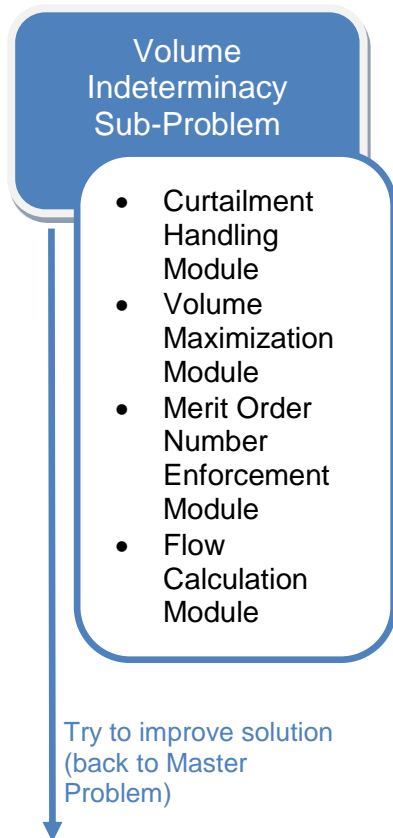 Volume
Indeterminacy
Sub-Problem
• Curtailment
Handling
Module
• Volume
Maximization
Module
• Merit Order
Number
Enforcement
Module
• Flow
Calculation
Module
Try to improve solution
(back to Master
Problem)